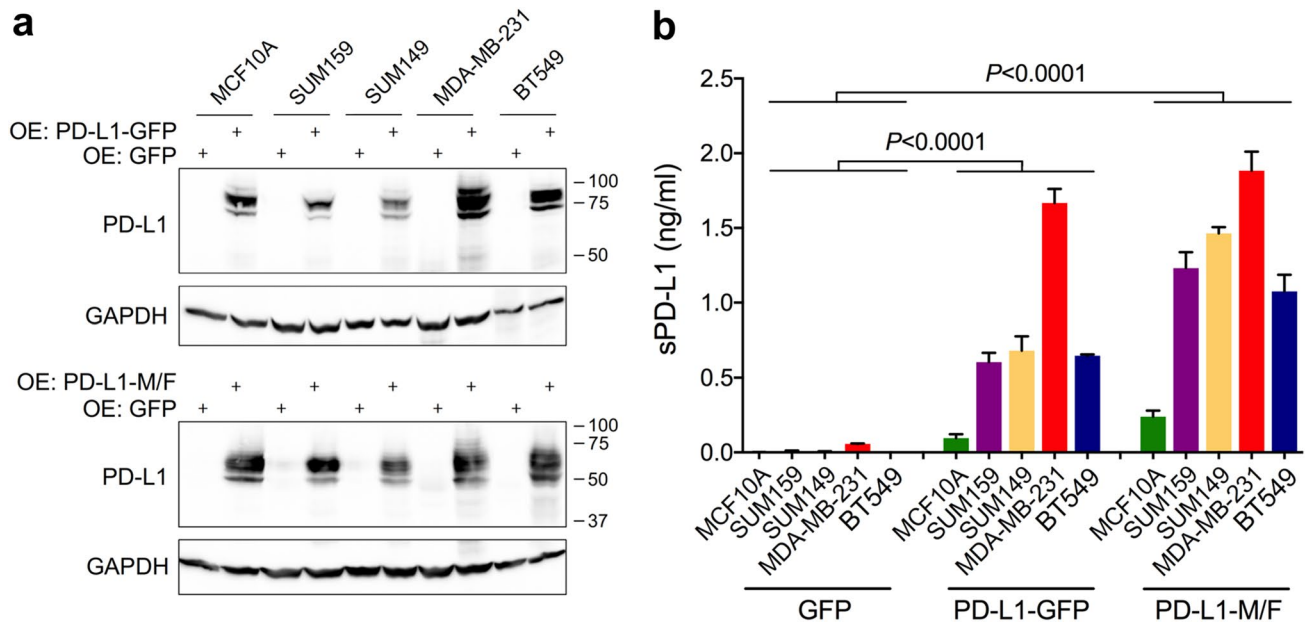 a
MCF10A
SUM159
SUM149
MDA-MB-231
BT549
OE: PD-L1-GFP + + + + +
OE: GFP + + + + +
PD-L1
100
75
50
GAPDH
OE: PD-L1-M/F + + + + +
OE: GFP + + + + +
PD-L1
100
75
50
37
GAPDH
b
sPD-L1 (ng/ml)
2.5
2.0
1.5
1.0
0.5
0.0
P<0.0001
P<0.0001
MCF10A
SUM159
SUM149
MDA-MB-231
BT549
MCF10A
SUM159
SUM149
MDA-MB-231
BT549
MCF10A
SUM159
SUM149
MDA-MB-231
BT549
GFP
PD-L1-GFP
PD-L1-M/F